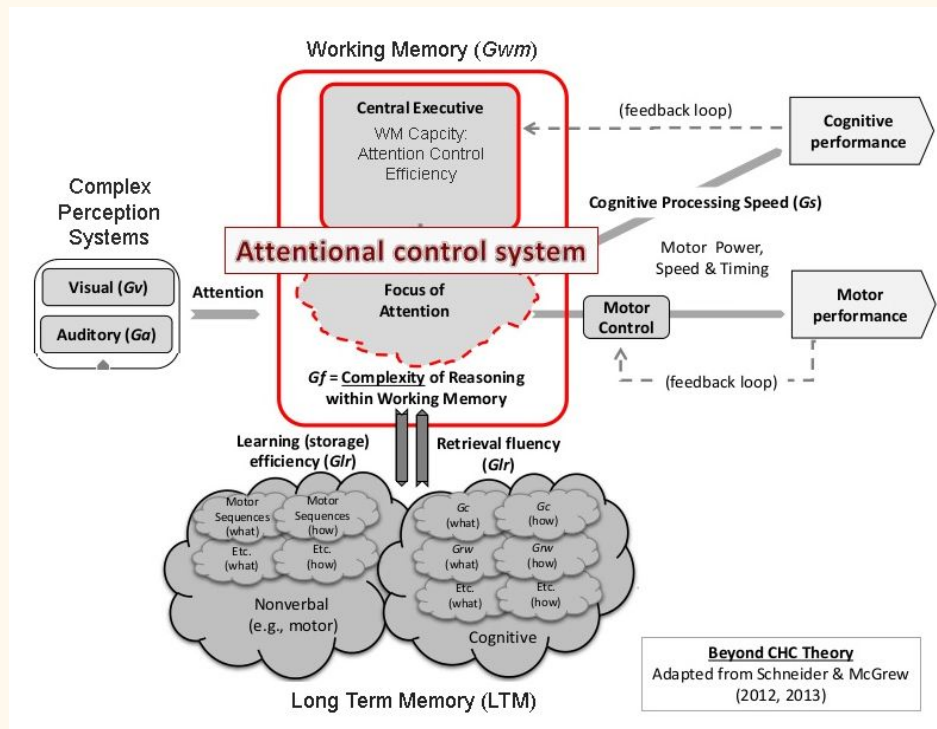 Working Memory (Gwm)
Central Executive
WM Capcity:
Attention Control
Efficiency
(feedback loop)
Cognitive
performance
Complex
Perception
Systems
Cognitive Processing Speed (Gs)
Attentional control system
Motor Power,
Speed & Timing
Visual (Gv)
Auditory (Ga)
Attention
Focus of
Attention
Motor
Control
Motor
performance
(feedback loop)
Gf = Complexity of Reasoning
within Working Memory
Learning (storage)
efficiency (Glr)
Retrieval fluency
(Glr)
Motor
Sequences
(what)
Motor
Sequences
(how)
Etc.
(what)
Etc.
(how)
Nonverbal
(e.g., motor)
Gc
(what)
Gc
(how)
Grw
(what)
Grw
(how)
Etc.
(what)
Etc.
(how)
Cognitive
Long Term Memory (LTM)
Beyond CHC Theory
Adapted from Schneider & McGrew
(2012, 2013)